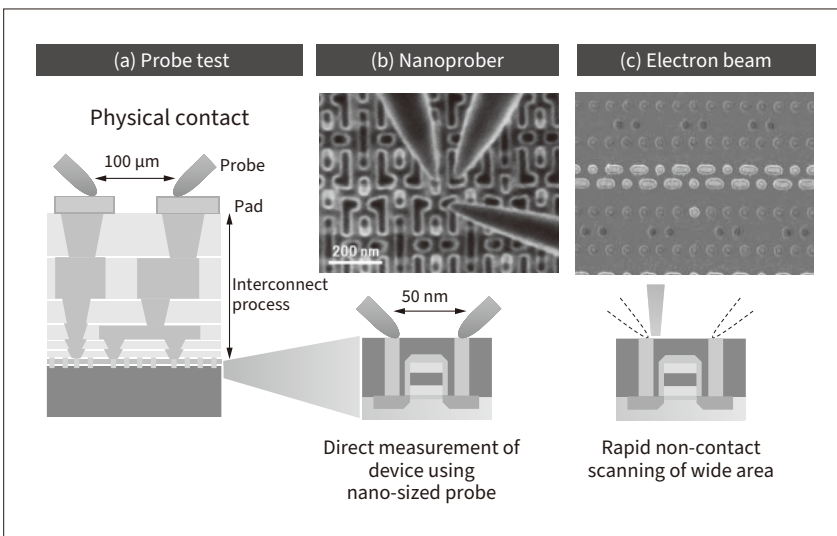 (a) Probe test
(b) Nanoprober
(c) Electron beam
Physical contact
100 μm
Probe
Pad
Interconnect
process
200 nm
50 nm
Direct measurement of
device using
nano-sized probe
Rapid non-contact
scanning of wide area